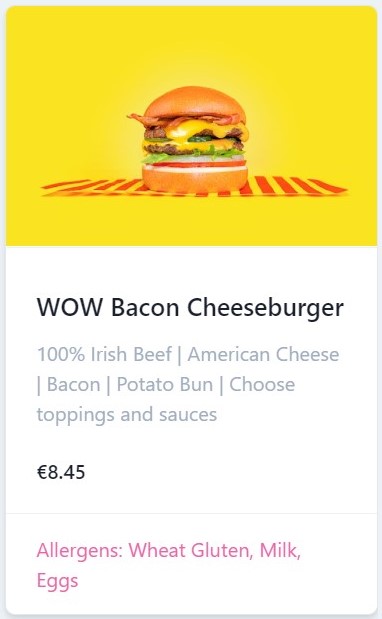 WOW Bacon Cheeseburger
100% Irish Beef | American Cheese
| Bacon | Potato Bun | Choose
toppings and sauces
€8.45
Allergens: Wheat Gluten, Milk,
Eggs